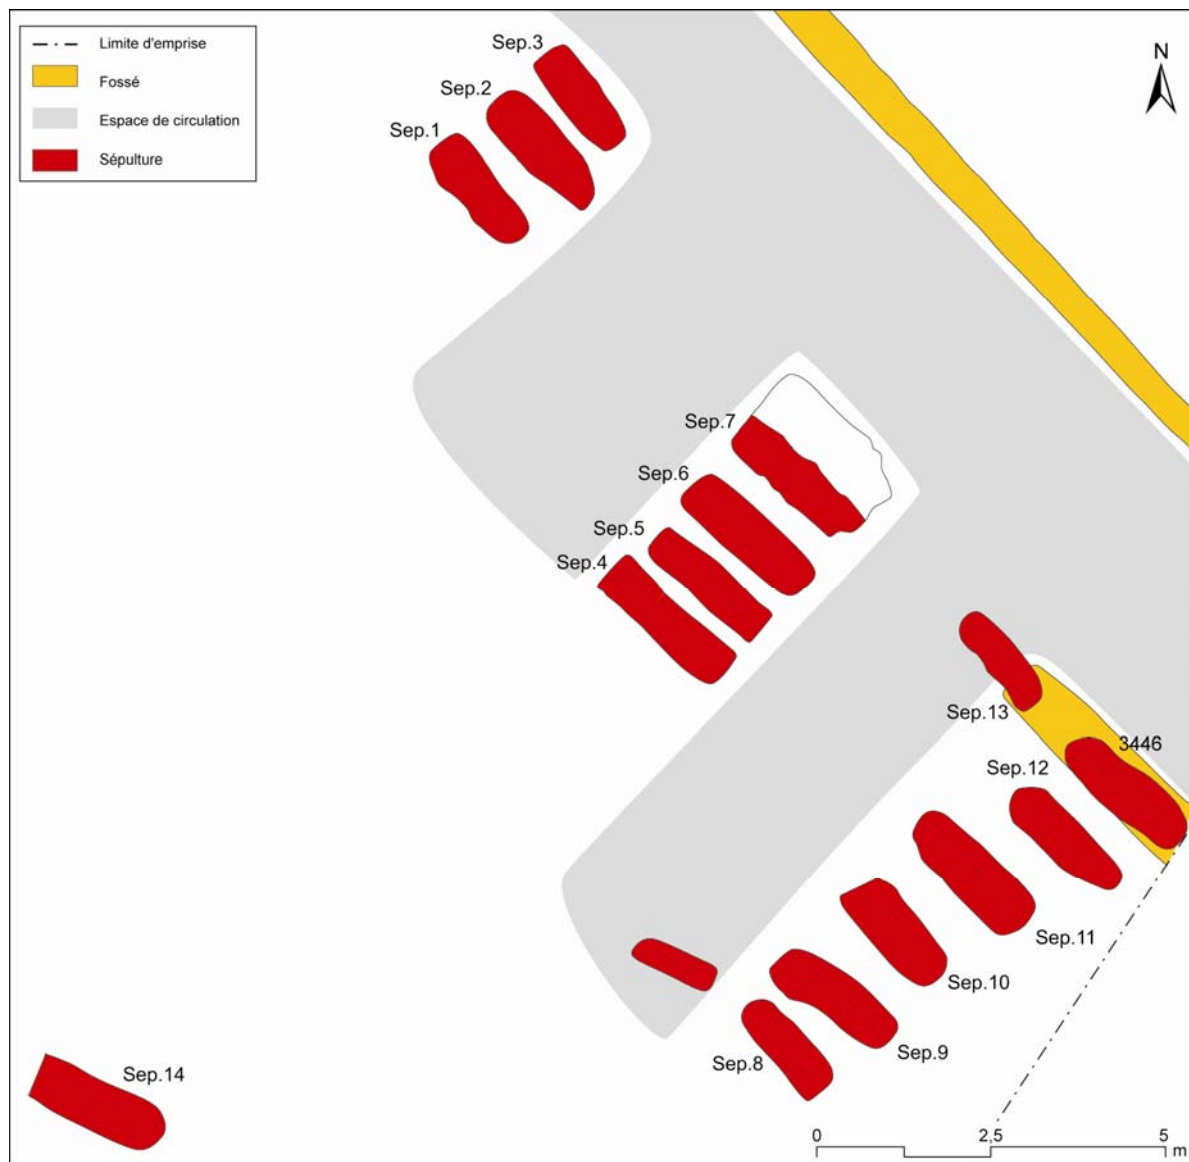 Limite d'emprise
Fossé
Espace de circulation
Sépulture
N
Sep.3
Sep.2
Sep.1
Sep.7
Sep.6
Sep.5
Sep.4
Sep.13
3446
Sep.12
Sep.11
Sep.10
Sep.9
Sep.8
Sep.14
0 2,5 5
m